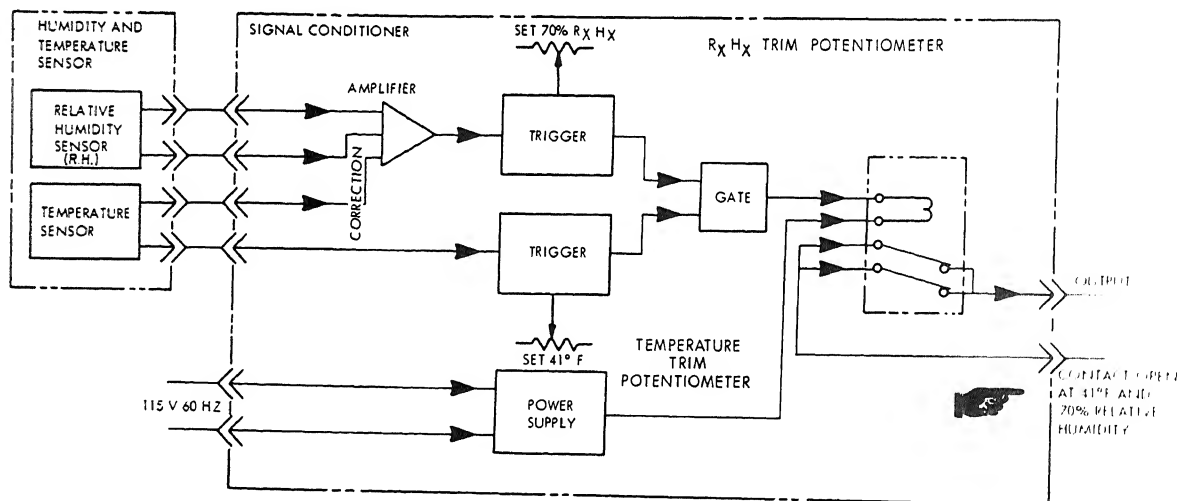 HUMIDITY AND
TEMPERATURE
SENSOR
SIGNAL CONDITIONER
SET 70% RX HX
RX HX TRIM POTENTIOMETER
AMPLIFIER
RELATIVE
HUMIDITY
SENSOR
(R.H.)
TRIGGER
CORRECTION
GATE
TEMPERATURE
SENSOR
TRIGGER
OUTPUT
SET 41° F
TEMPERATURE
TRIM
POTENTIOMETER
115 V 60 HZ
POWER
SUPPLY
CONTACT OPEN
AT 41°F AND
70% RELATIVE
HUMIDITY